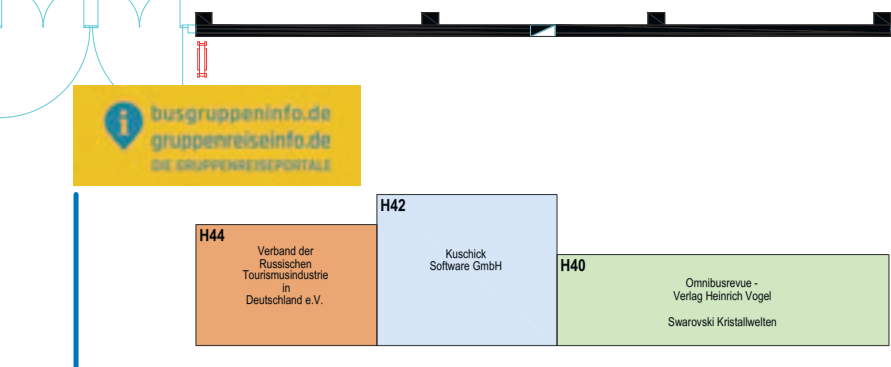 busgruppeninfo.de
gruppenreiseinfo.de
DIE GRUPPENREISEPORTALE
H44
Verband der
Russischen
Tourismusindustrie
in
Deutschland e.V.
H42
Kuschick
Software GmbH
H40
Omnibusrevue -
Verlag Heinrich Vogel
Swarovski Kristallwelten